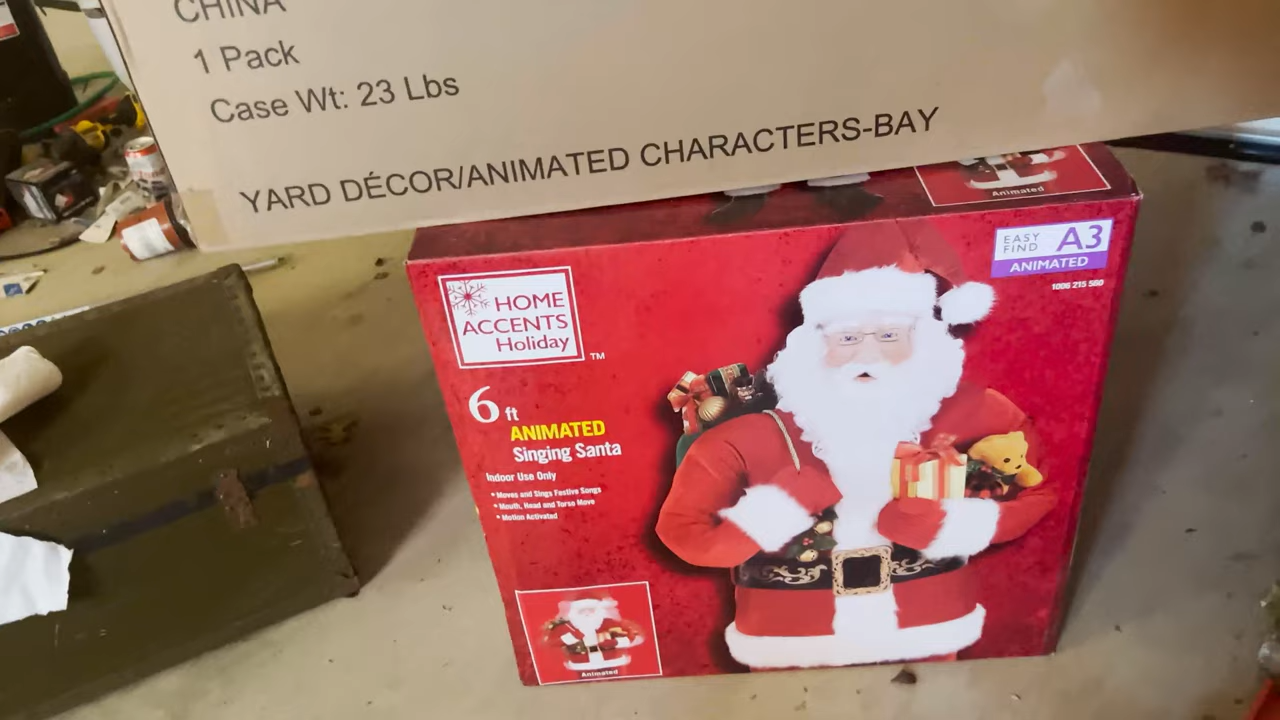 CHINA
1 Pack
Case Wt: 23 Lbs
YARD DÉCOR/ANIMATED CHARACTERS-BAY
Animated
EASY FIND A3
ANIMATED
1006 215 560
HOME
ACCENTS
Holiday
TM
6 ft
ANIMATED
Singing Santa
Indoor Use Only
• Moves and Sings Festive Songs
• Mouth, Head and Torso Move
• Motion Activated
Animated